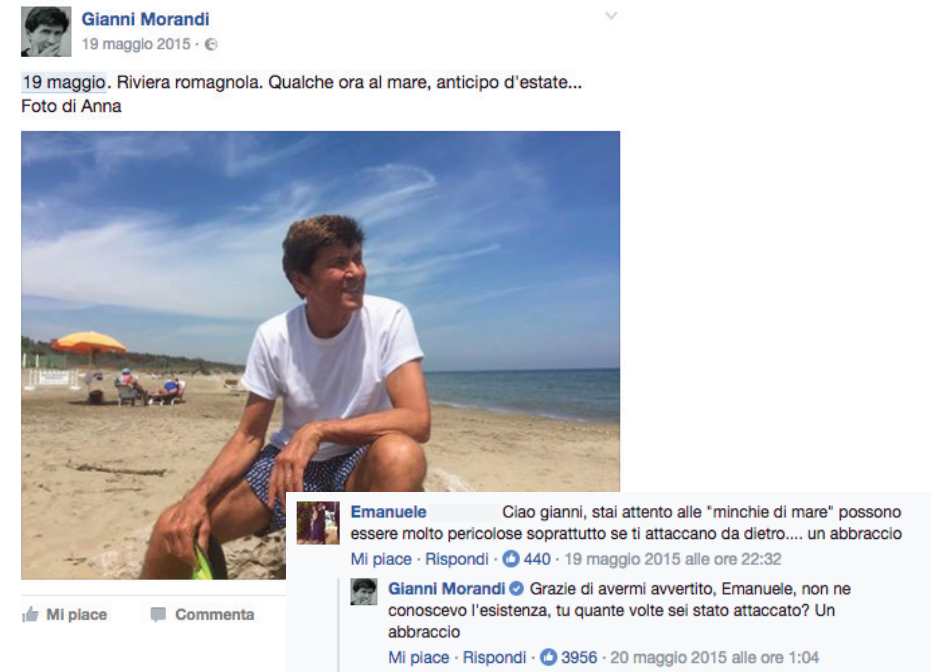 Gianni Morandi
19 maggio 2015 ·
19 maggio. Riviera romagnola. Qualche ora al mare, anticipo d'estate...
Foto di Anna
Mi piace Commenta
Emanuele Ciao gianni, stai attento alle "minchie di mare" possono
essere molto pericolose soprattutto se ti attaccano da dietro.... un abbraccio
Mi piace · Rispondi · 440 · 19 maggio 2015 alle ore 22:32
Gianni Morandi Grazie di avermi avvertito, Emanuele, non ne
conoscevo l'esistenza, tu quante volte sei stato attaccato? Un
abbraccio
Mi piace · Rispondi · 3956 · 20 maggio 2015 alle ore 1:04